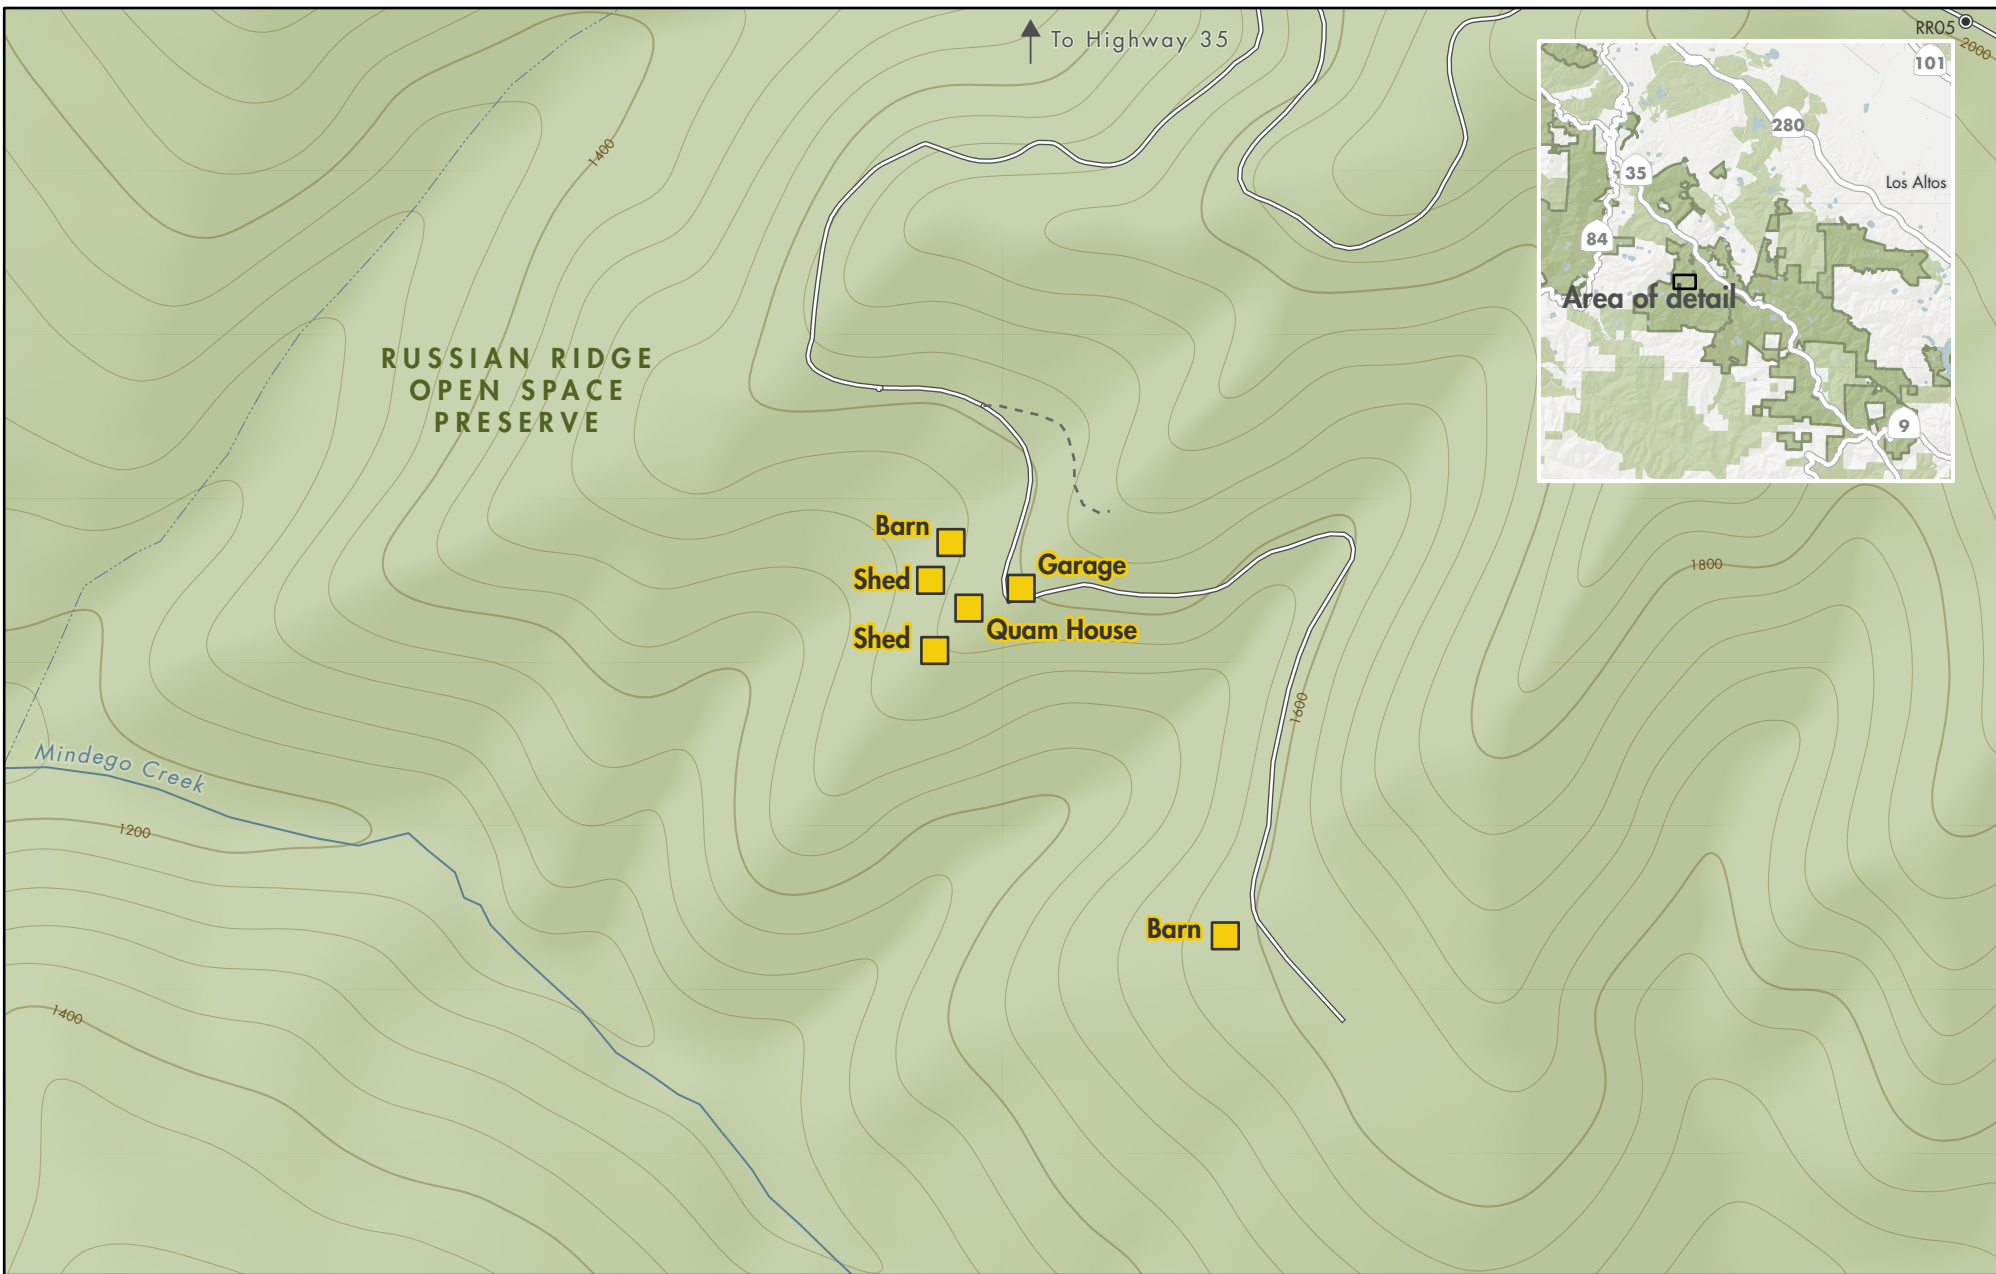 To Highway 35
RR05
2000
101
280
35
Los Altos
84
Area of detail
9
1400
RUSSIAN RIDGE
OPEN SPACE
PRESERVE
Barn
Shed
Garage
Quam House
Shed
1800
1600
Mindego Creek
1200
Barn
1400